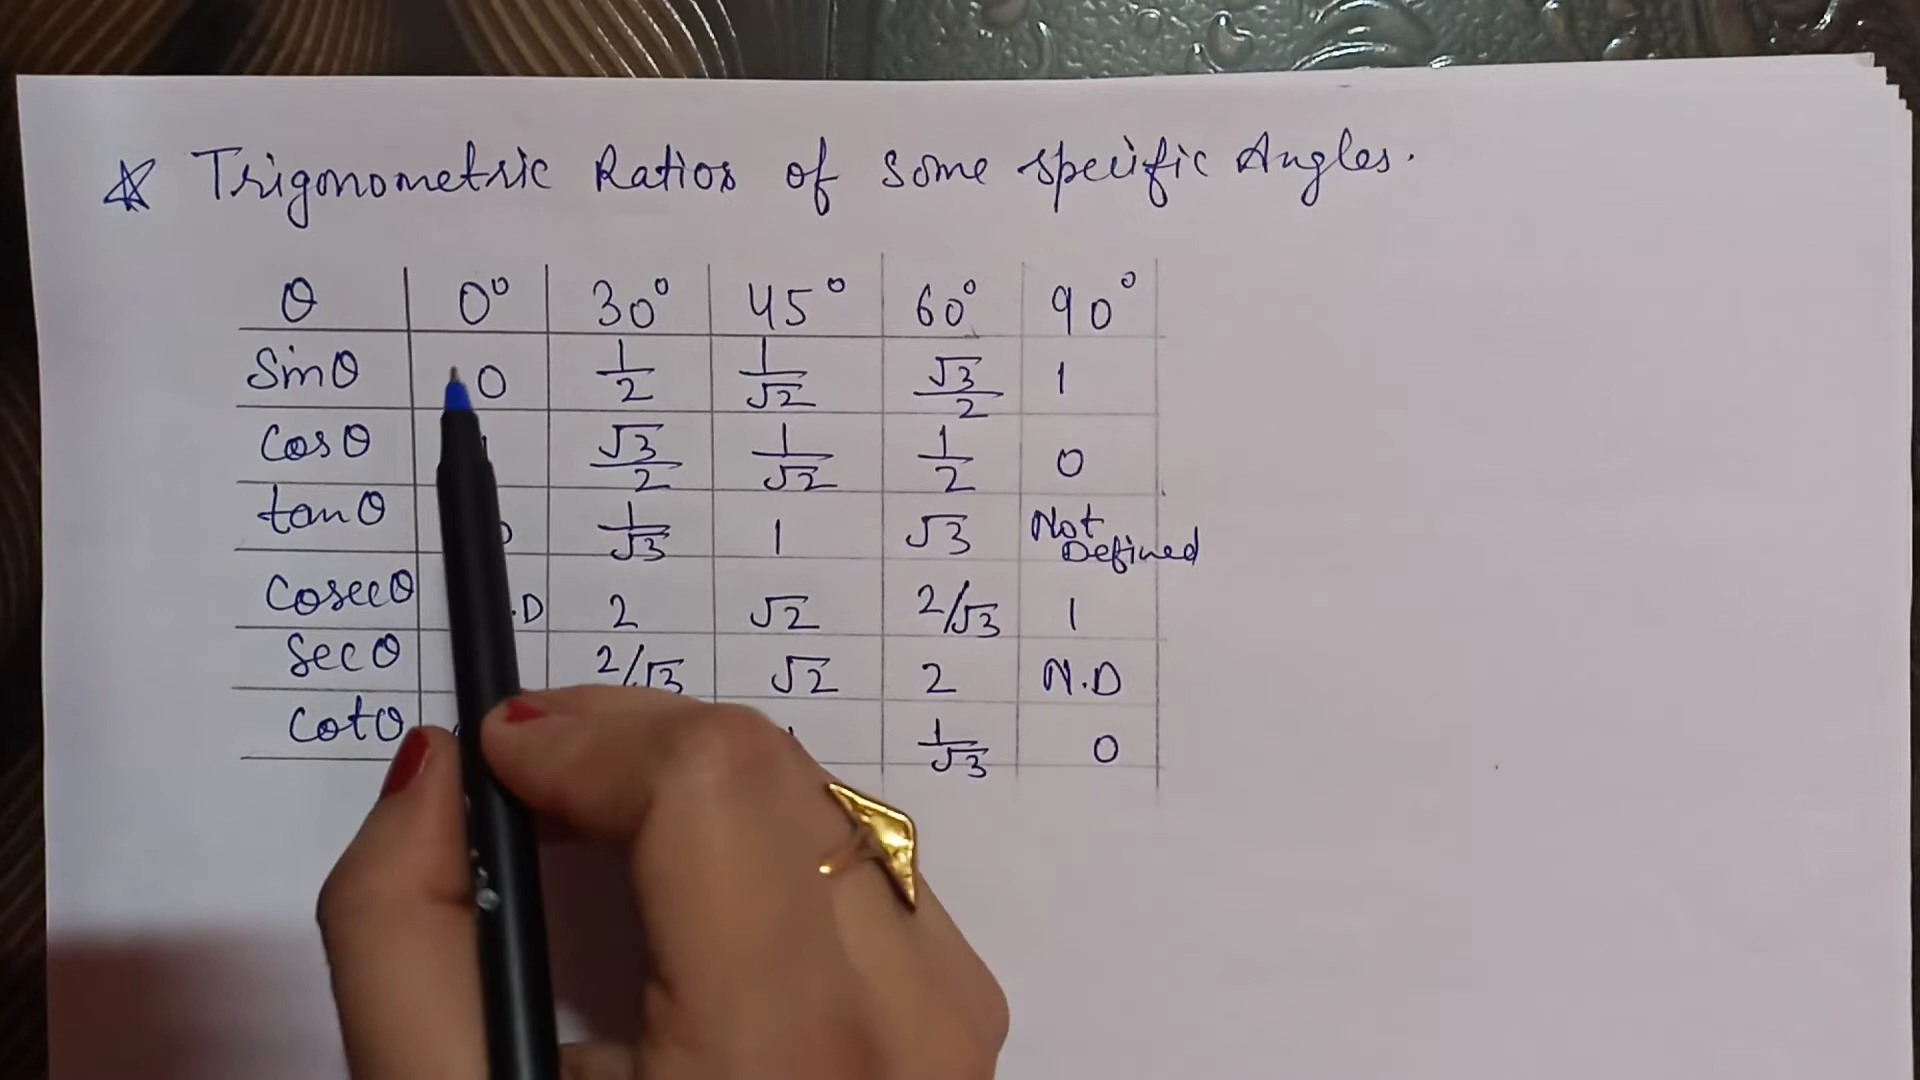 ☆ Trigonometric Ratios of some specific Angles.
θ 0° 30° 45° 60° 90°
Sinθ 0 1/2 1/√2 √3/2 1
Cosθ √3/2 1/√2 1/2 0
tanθ 1/√3 1 √3 Not Defined
Cosecθ .D 2 √2 2/√3 1
Secθ 2/√3 √2 2 N.D
Cotθ 1/√3 0